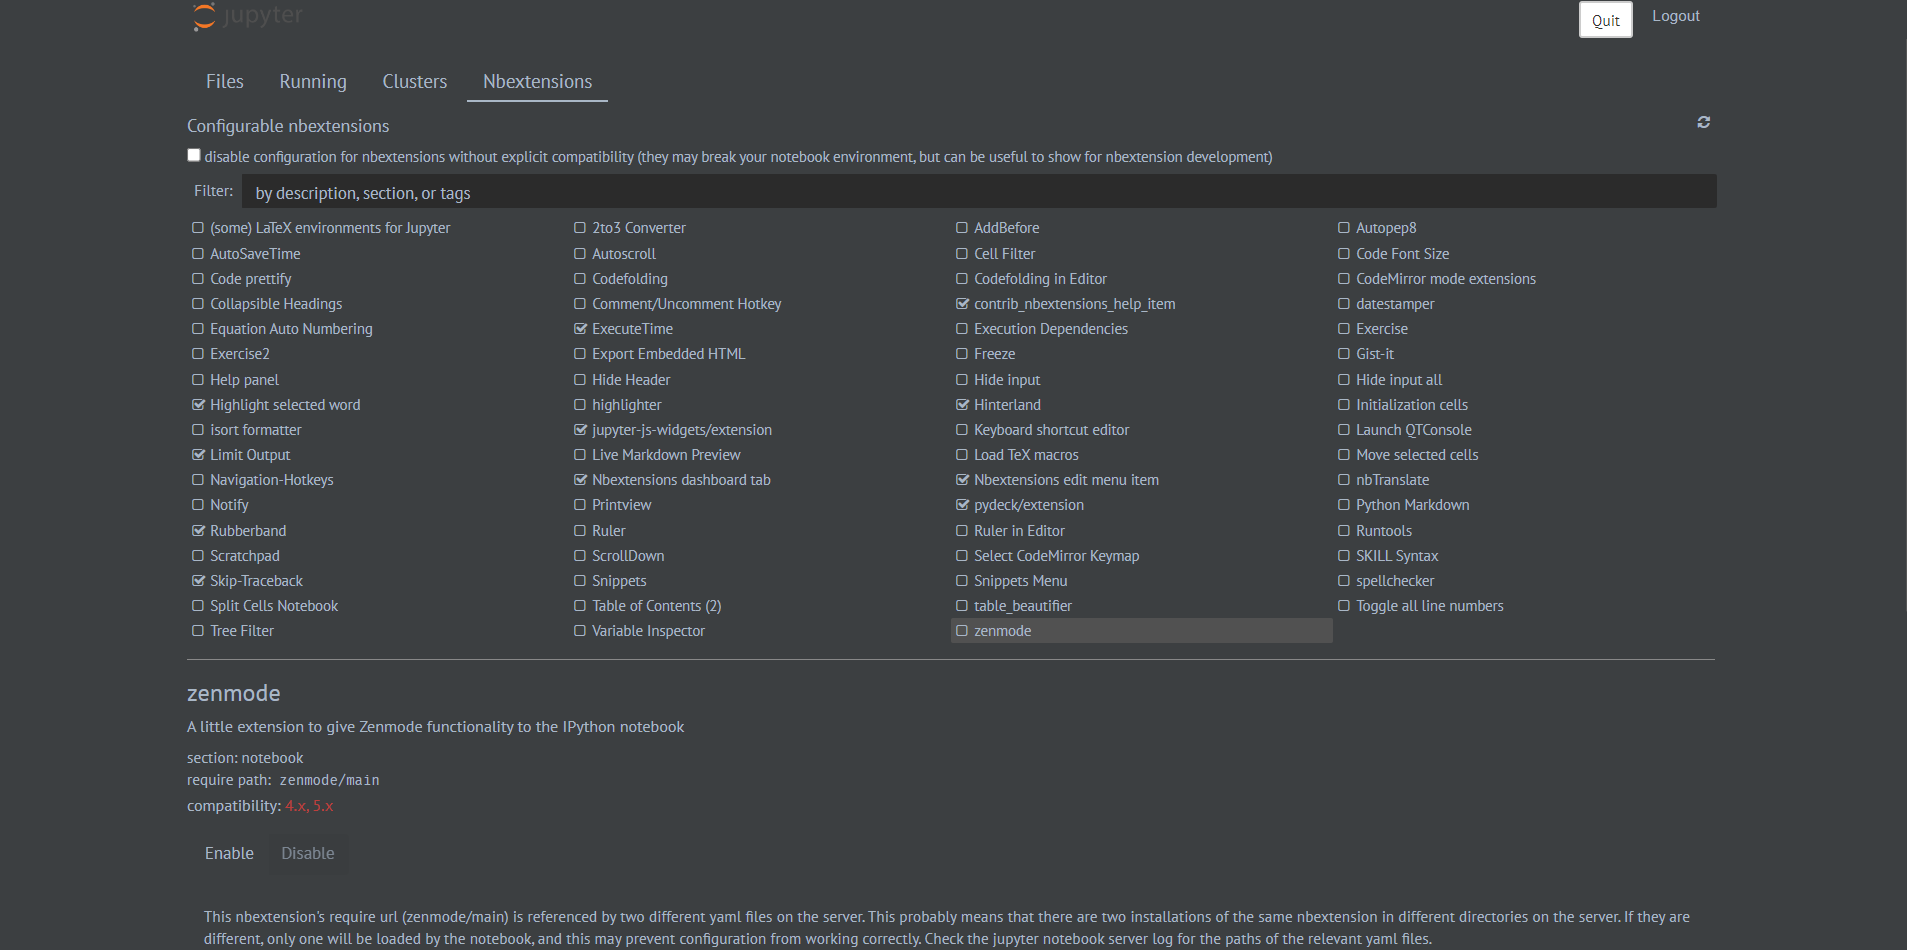 jupyter
Quit Logout
Files Running Clusters Nbextensions
Configurable nbextensions
disable configuration for nbextensions without explicit compatibility (they may break your notebook environment, but can be useful to show for nbextension development)
Filter: by description, section, or tags
(some) LaTeX environments for Jupyter 2to3 Converter AddBefore Autopep8
AutoSaveTime Autoscroll Cell Filter Code Font Size
Code prettify Codefolding Codefolding in Editor CodeMirror mode extensions
Collapsible Headings Comment/Uncomment Hotkey contrib_nbextensions_help_item datestamper
Equation Auto Numbering ExecuteTime Execution Dependencies Exercise
Exercise2 Export Embedded HTML Freeze Gist-it
Help panel Hide Header Hide input Hide input all
Highlight selected word highlighter Hinterland Initialization cells
isort formatter jupyter-js-widgets/extension Keyboard shortcut editor Launch QTConsole
Limit Output Live Markdown Preview Load TeX macros Move selected cells
Navigation-Hotkeys Nbextensions dashboard tab Nbextensions edit menu item nbTranslate
Notify Printview pydeck/extension Python Markdown
Rubberband Ruler Ruler in Editor Runtools
Scratchpad ScrollDown Select CodeMirror Keymap SKILL Syntax
Skip-Traceback Snippets Snippets Menu spellchecker
Split Cells Notebook Table of Contents (2) table_beautifier Toggle all line numbers
Tree Filter Variable Inspector zenmode
zenmode
A little extension to give Zenmode functionality to the IPython notebook
section: notebook
require path: zenmode/main
compatibility: 4.x, 5.x
Enable Disable
This nbextension's require url (zenmode/main) is referenced by two different yaml files on the server. This probably means that there are two installations of the same nbextension in different directories on the server. If they are
different, only one will be loaded by the notebook, and this may prevent configuration from working correctly. Check the jupyter notebook server log for the paths of the relevant yaml files.